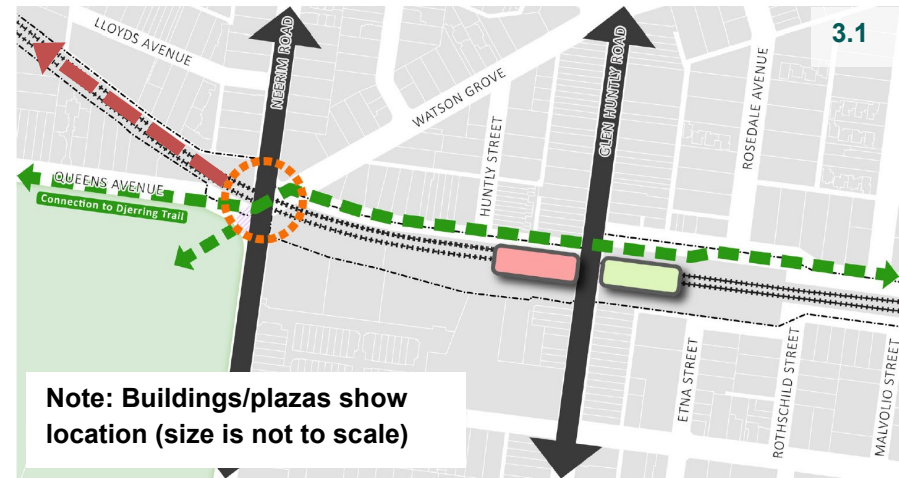 3.1
LLOYDS AVENUE
NEERIM ROAD
WATSON GROVE
HUNTLY STREET
GLEN HUNTLY ROAD
ROSEDALE AVENUE
QUEENS AVENUE
Connection to Djerring Trail
ETNA STREET
ROTHSCHILD STREET
MALVOLIO STREET
Note: Buildings/plazas show
location (size is not to scale)